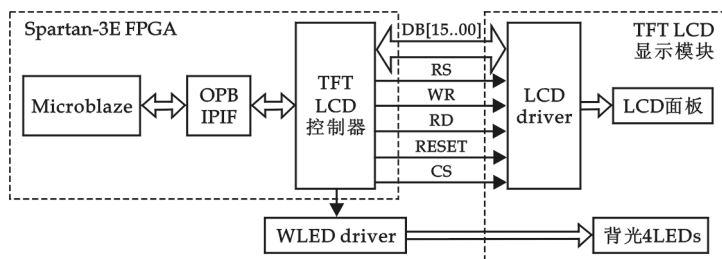 Spartan-3E FPGA
DB[15..00]
TFT LCD
显示模块
Microblaze
OPB
IPIF
TFT
LCD
控制器
RS
WR
RD
RESET
CS
LCD
driver
LCD面板
WLED driver
背光4LEDs